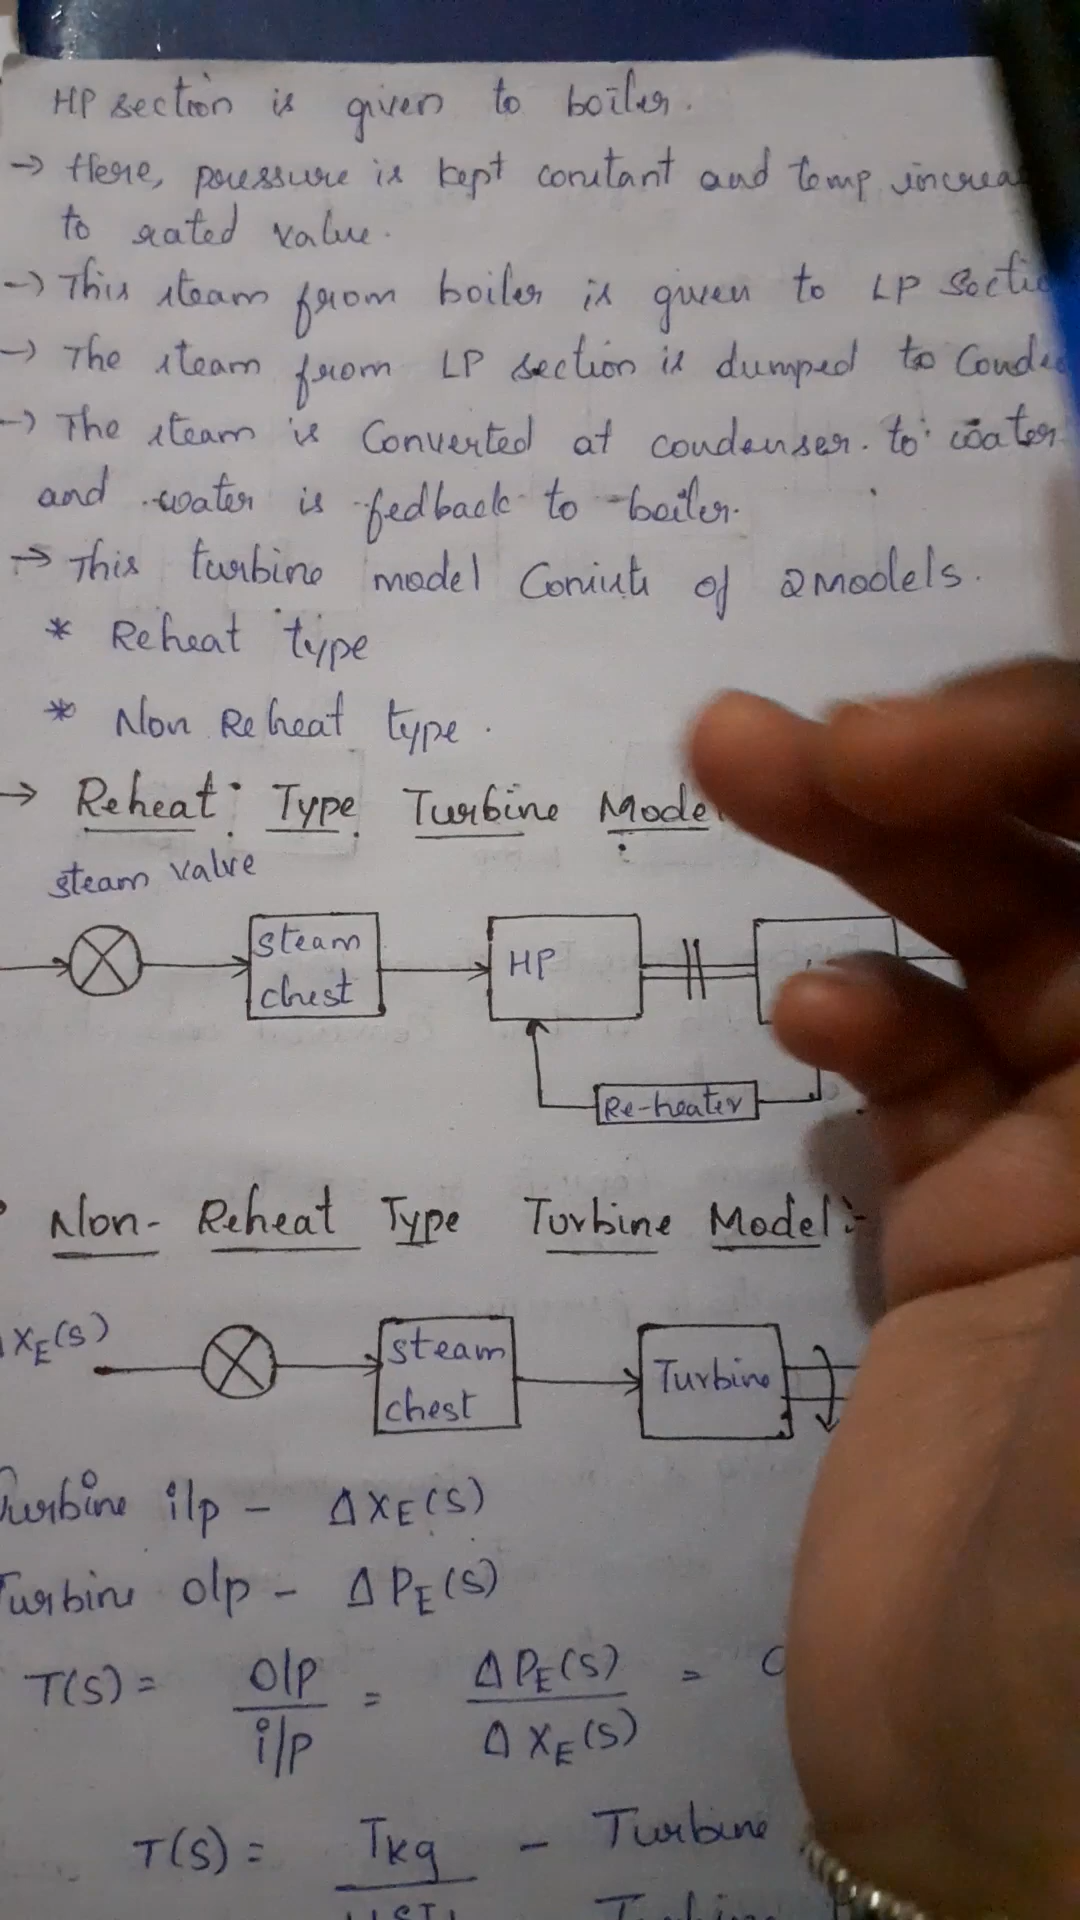 HP section is given to boiler.
→ Here, pressure is kept constant and temp increa
to rated value.
→ This steam from boiler is given to LP Sectio
→ The steam from LP section is dumped to Conde
→ The steam is Converted at condenser. to water
and water is fedback to boiler.
→ This turbine model Consists of 2 models.
* Reheat type
* Non Reheat type.
→ Reheat Type Turbine Model
steam valve
steam
chest
HP
Re-heater
Non-Reheat Type Turbine Model:-
XE(s)
steam
chest
Turbine
Turbine i/p - ΔXE(s)
Turbine o/p - ΔPE(s)
T(s) = O/P / i/p = ΔPE(s) / ΔXE(s) =
T(s) = Tkg - Turbine